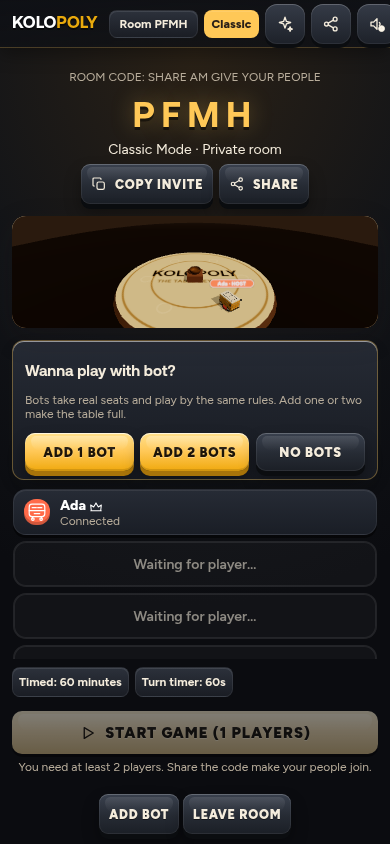 KOLOPOLY
Room PFMH
Classic
ROOM CODE: SHARE AM GIVE YOUR PEOPLE
PFMH
Classic Mode · Private room
COPY INVITE
SHARE
KOLOPOLY
Ada · HOST
Wanna play with bot?
Bots take real seats and play by the same rules. Add one or two
make the table full.
ADD 1 BOT
ADD 2 BOTS
NO BOTS
Ada
Connected
Waiting for player...
Waiting for player...
Timed: 60 minutes
Turn timer: 60s
START GAME (1 PLAYERS)
You need at least 2 players. Share the code make your people join.
ADD BOT
LEAVE ROOM